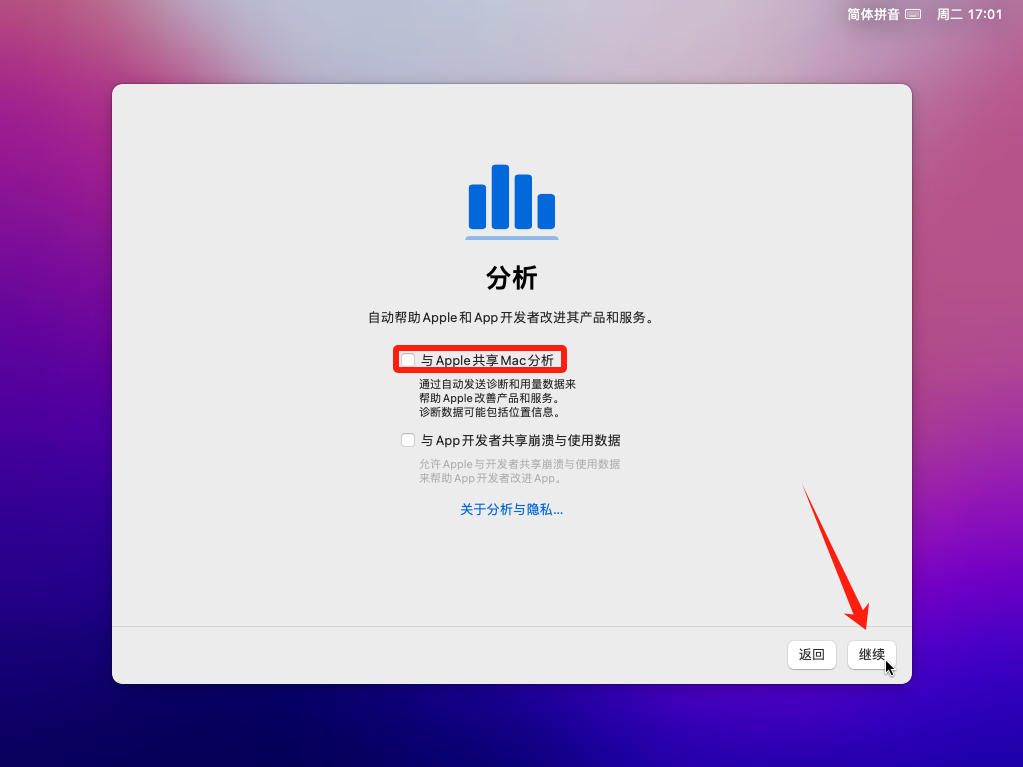 简体拼音 周二 17:01
分析
自动帮助Apple和App开发者改进其产品和服务。
与Apple共享Mac分析
通过自动发送诊断和用量数据来
帮助Apple改善产品和服务。
诊断数据可能包括位置信息。
与App开发者共享崩溃与使用数据
允许Apple与开发者共享崩溃与使用数据
来帮助App开发者改进App。
关于分析与隐私...
返回 继续